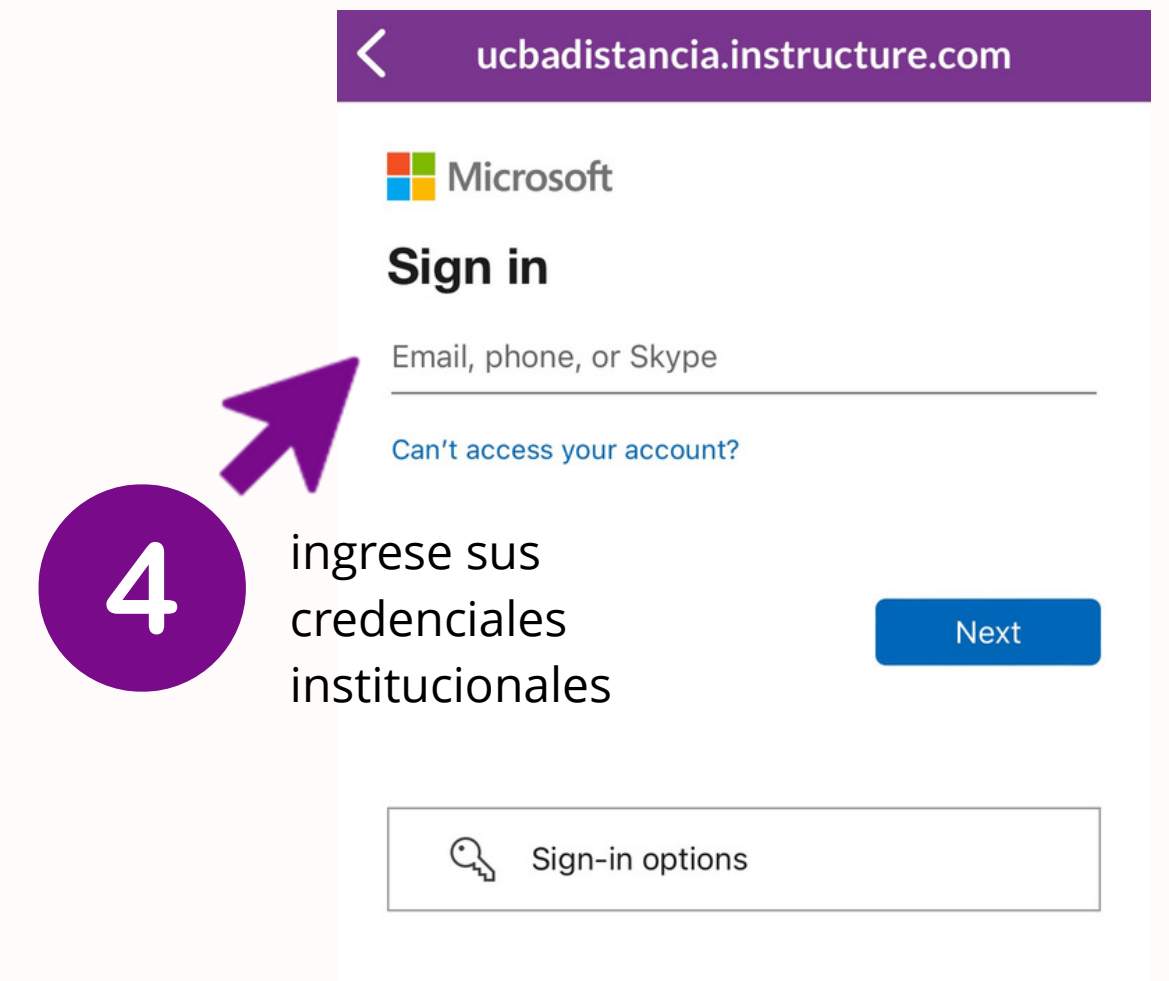 ucbadistancia.instructure.com
Microsoft
Sign in
Email, phone, or Skype
Can't access your account?
4
ingrese sus
credenciales
institucionales
Next
Sign-in options